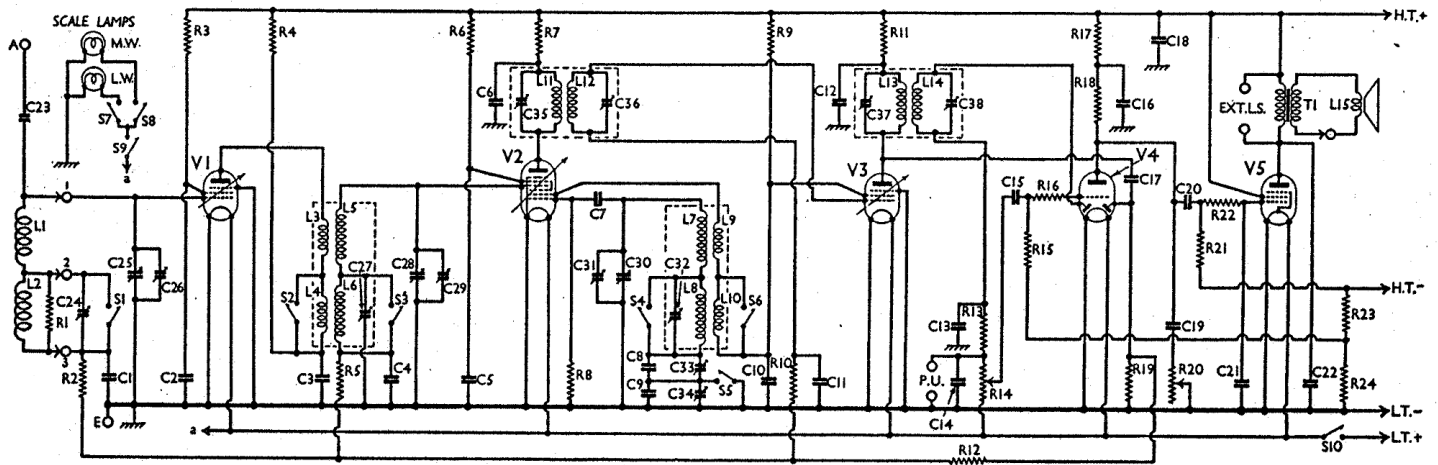 SCALE LAMPS
M.W.
L.W.
S7
S8
S9
a
A
C23
L1
L2
1
2
3
C24
R1
R2
S1
C1
E
C25
C26
R3
V1
C2
R4
L3
L5
L4
L6
C27
S2
S3
C3
R5
C4
C28
C29
R6
C5
R7
C6
L11
L12
C35
C36
V2
C7
R8
C31
C30
L7
L9
C32
L8
L10
S4
S6
C8
C9
C33
C34
S5
C10
R9
R10
C11
R11
C12
L13
L14
C37
C38
V3
C13
R13
P.U.
C14
R14
C15
R16
R15
R17
R18
C16
C18
V4
C17
R19
C19
R20
C20
R22
R21
C21
EXT.L.S.
T1
L15
V5
C22
R23
R24
R12
S10
a
H.T.+
H.T.-
L.T.-
L.T.+